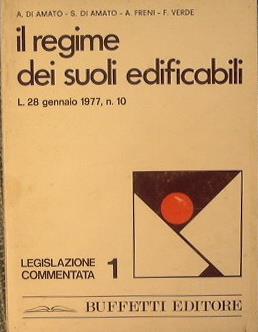 A. DI AMATO - S. DI AMATO - A. FRENI - F. VERDE
il regime
dei suoli edificabili
L. 28 gennaio 1977, n. 10
LEGISLAZIONE
COMMENTATA 1
BUFFETTI EDITORE